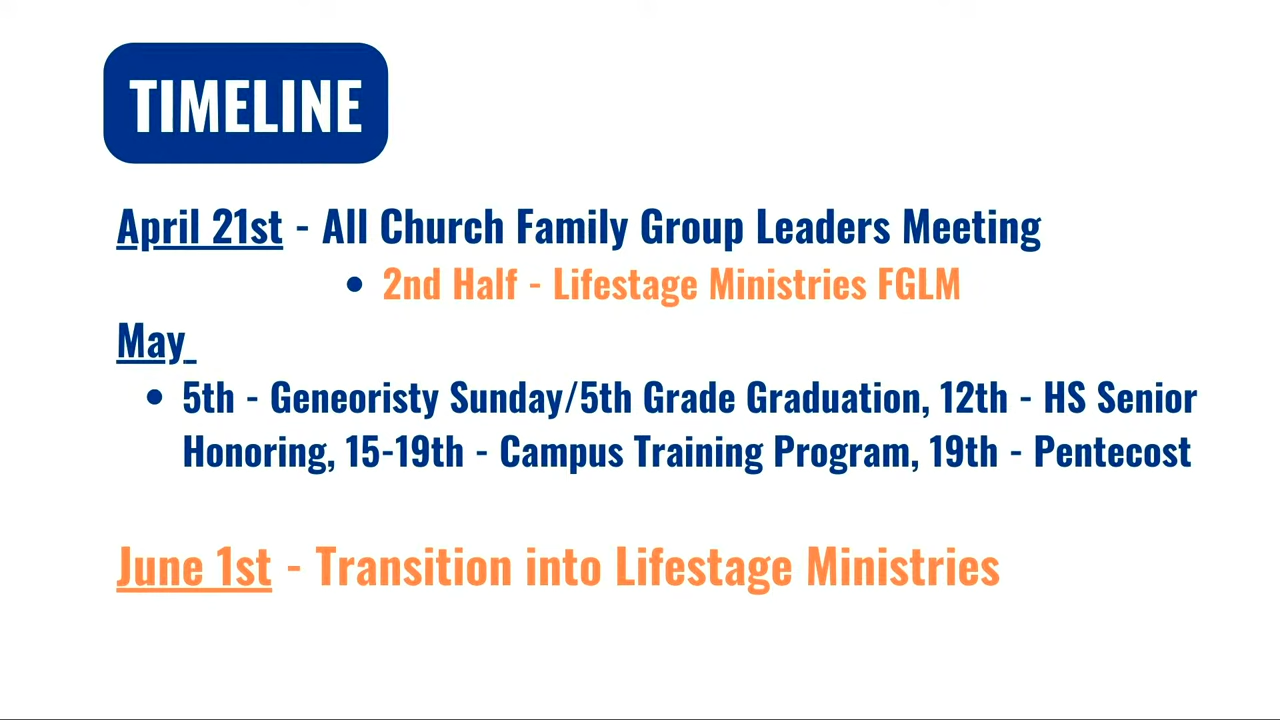 TIMELINE
April 21st - All Church Family Group Leaders Meeting
• 2nd Half - Lifestage Ministries FGLM
May
• 5th - Geneoristy Sunday/5th Grade Graduation, 12th - HS Senior
Honoring, 15-19th - Campus Training Program, 19th - Pentecost
June 1st - Transition into Lifestage Ministries